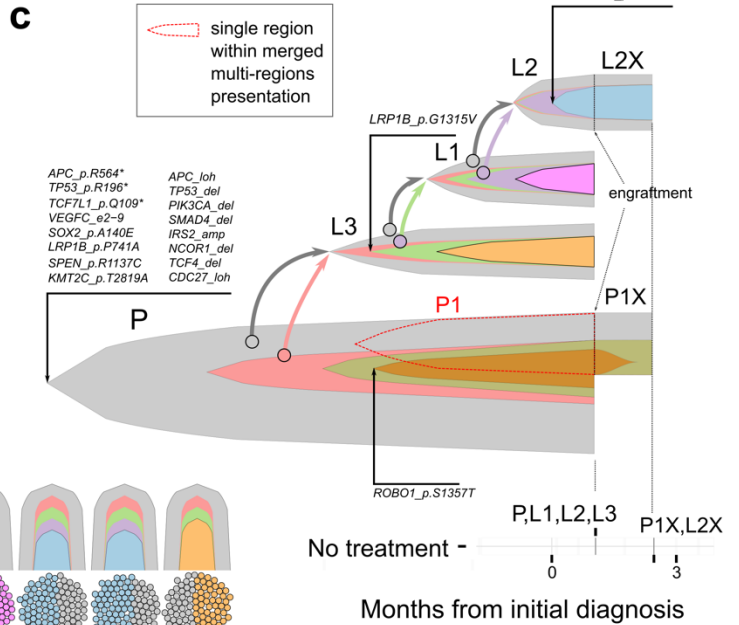 c
single region
within merged
multi-regions
presentation
L2
L2X
LRP1B_p.G1315V
L1
APC_p.R564*
TP53_p.R196*
TCF7L1_p.Q109*
VEGFC_e2-9
SOX2_p.A140E
LRP1B_p.P741A
SPEN_p.R1137C
KMT2C_p.T2819A
APC_loh
TP53_del
PIK3CA_del
SMAD4_del
IRS2_amp
NCOR1_del
TCF4_del
CDC27_loh
engraftment
L3
P
P1
P1X
ROBO1_p.S1357T
P,L1,L2,L3
P1X,L2X
No treatment -
0
3
Months from initial diagnosis